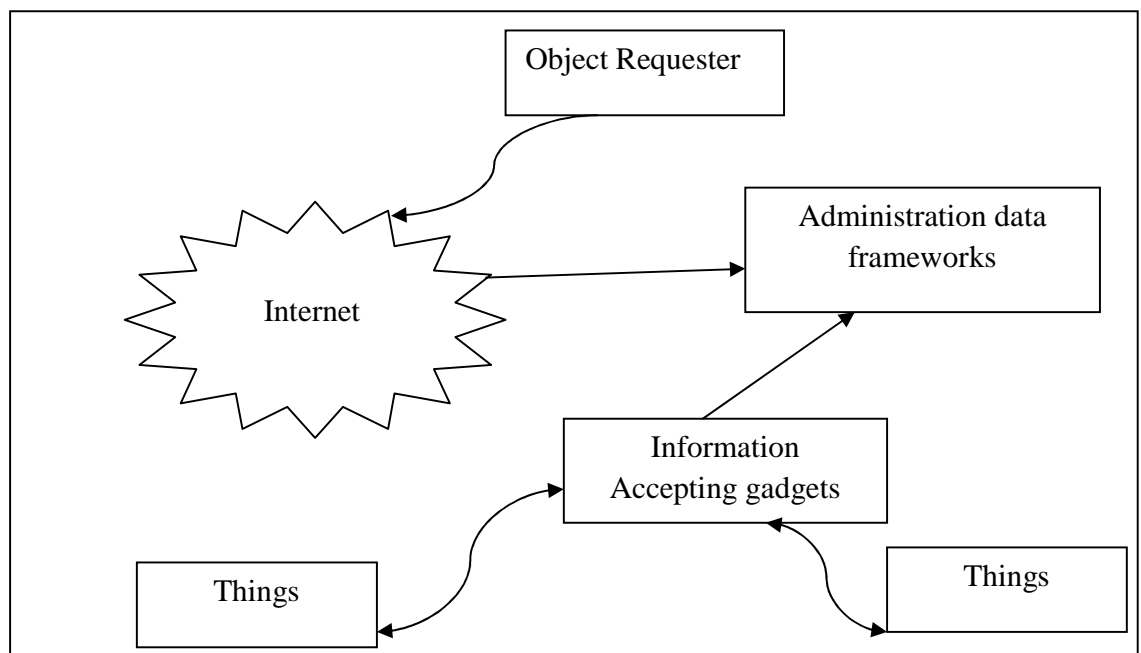 Object Requester
Administration data
frameworks
Internet
Information
Accepting gadgets
Things
Things